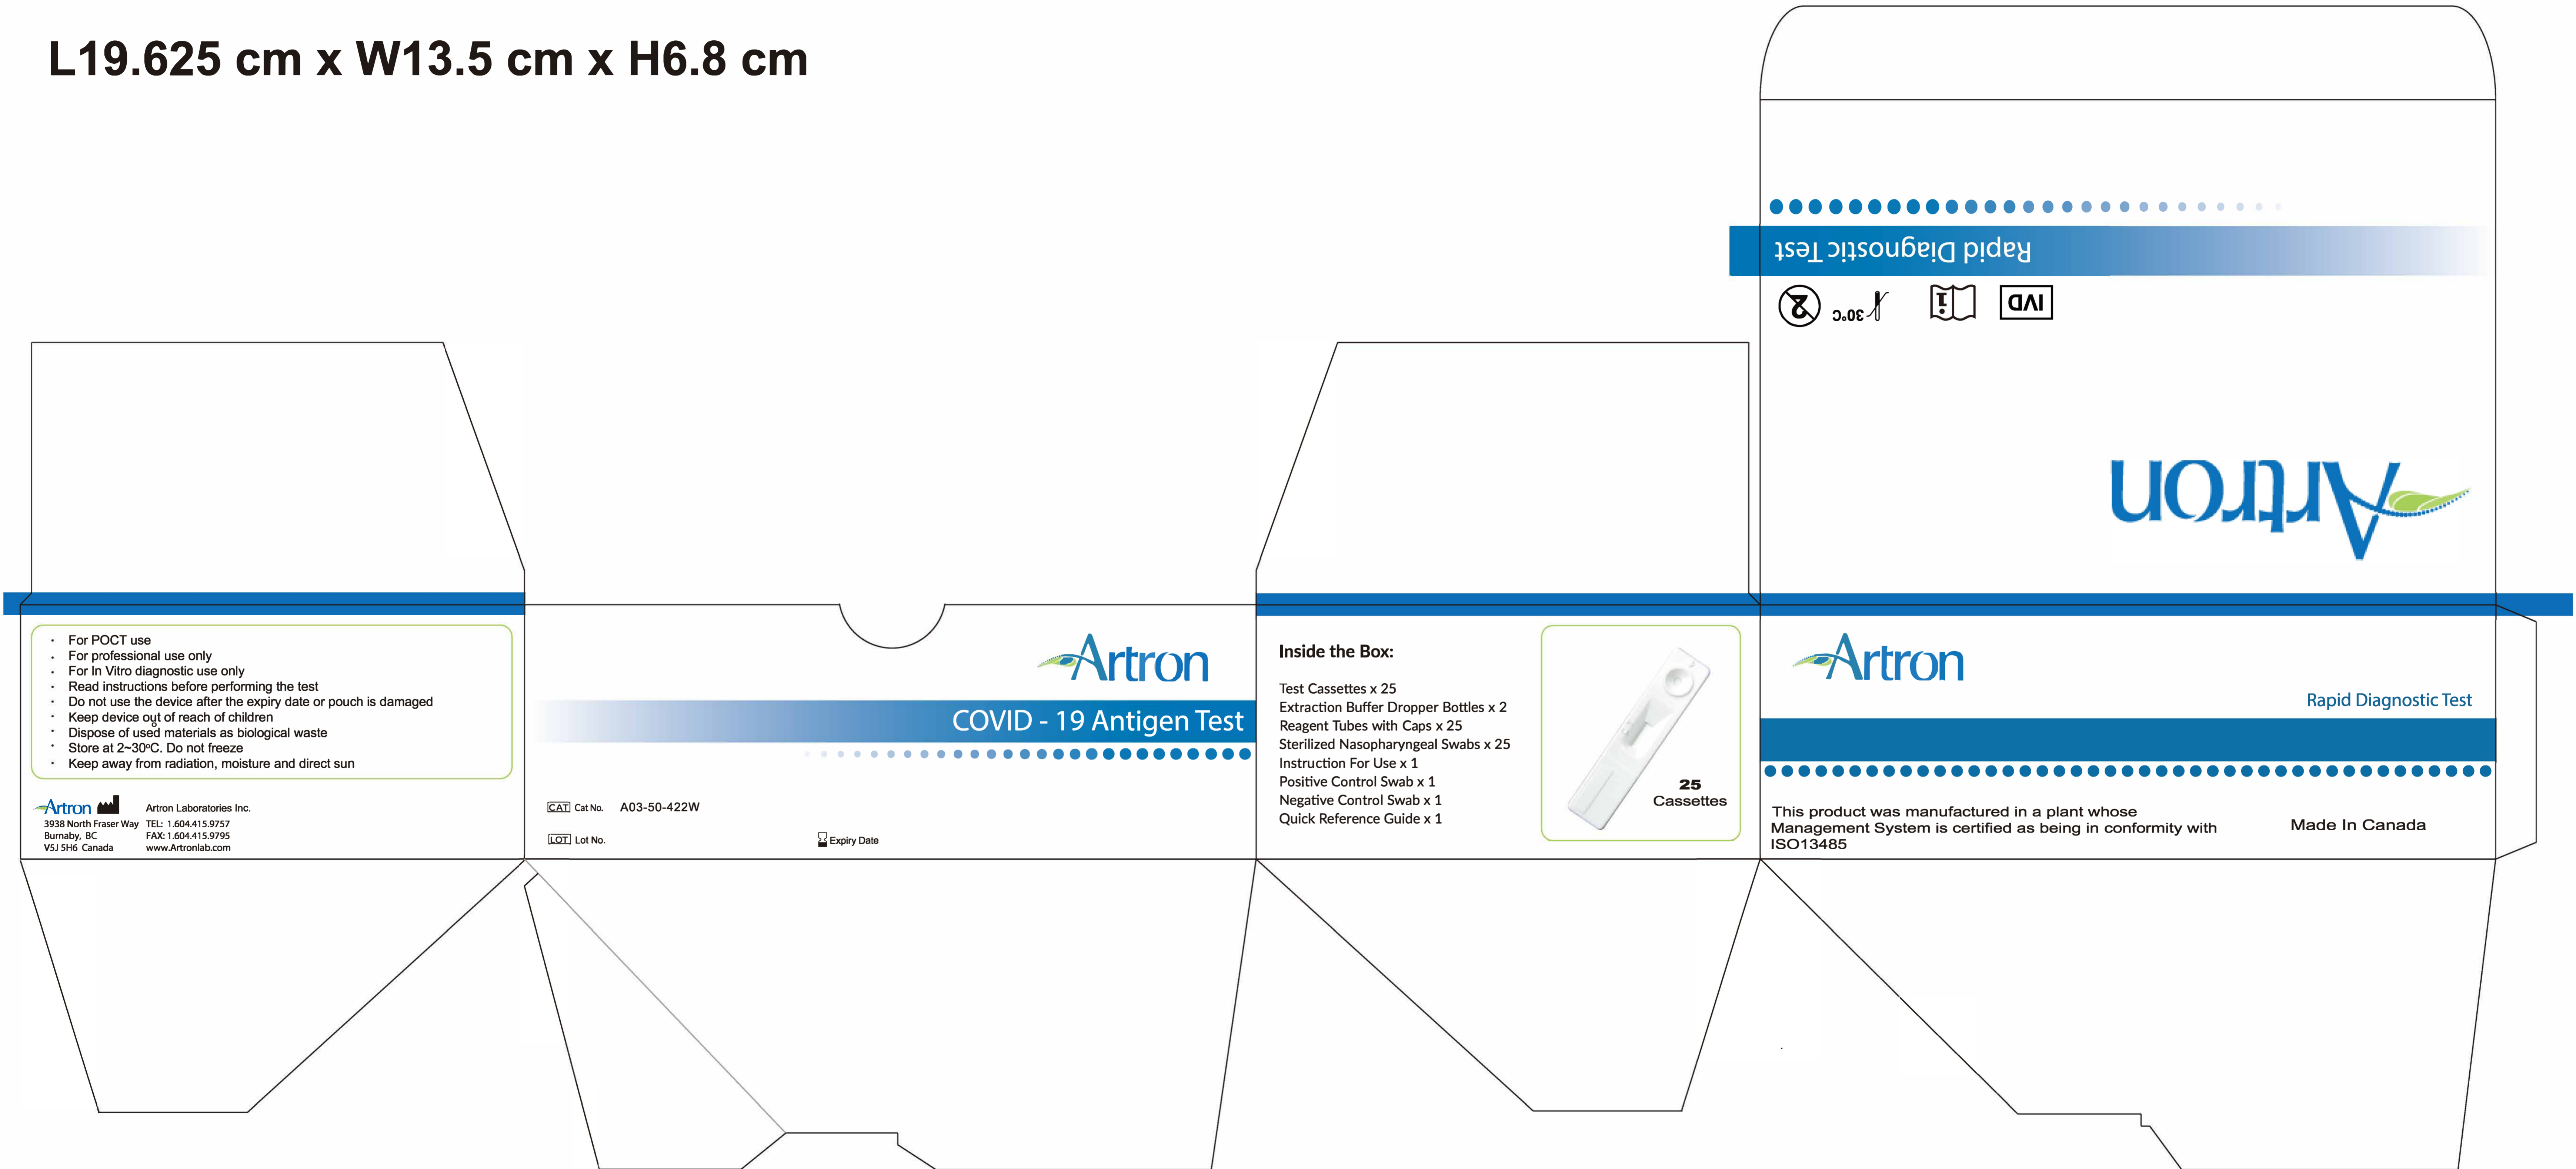 L19.625 cm x W13.5 cm x H6.8 cm
Rapid Diagnostic Test
2
30°C
i
IVD
Artron
· For POCT use
· For professional use only
· For In Vitro diagnostic use only
· Read instructions before performing the test
· Do not use the device after the expiry date or pouch is damaged
· Keep device out of reach of children
· Dispose of used materials as biological waste
· Store at 2~30°C. Do not freeze
· Keep away from radiation, moisture and direct sun
Artron
Artron Laboratories Inc.
3938 North Fraser Way TEL: 1.604.415.9757
Burnaby, BC FAX: 1.604.415.9795
V5J 5H6 Canada www.Artronlab.com
Artron
COVID - 19 Antigen Test
CAT Cat No. A03-50-422W
LOT Lot No.
Expiry Date
Inside the Box:
Test Cassettes x 25
Extraction Buffer Dropper Bottles x 2
Reagent Tubes with Caps x 25
Sterilized Nasopharyngeal Swabs x 25
Instruction For Use x 1
Positive Control Swab x 1
Negative Control Swab x 1
Quick Reference Guide x 1
25
Cassettes
Artron
Rapid Diagnostic Test
This product was manufactured in a plant whose
Management System is certified as being in conformity with
ISO13485
Made In Canada